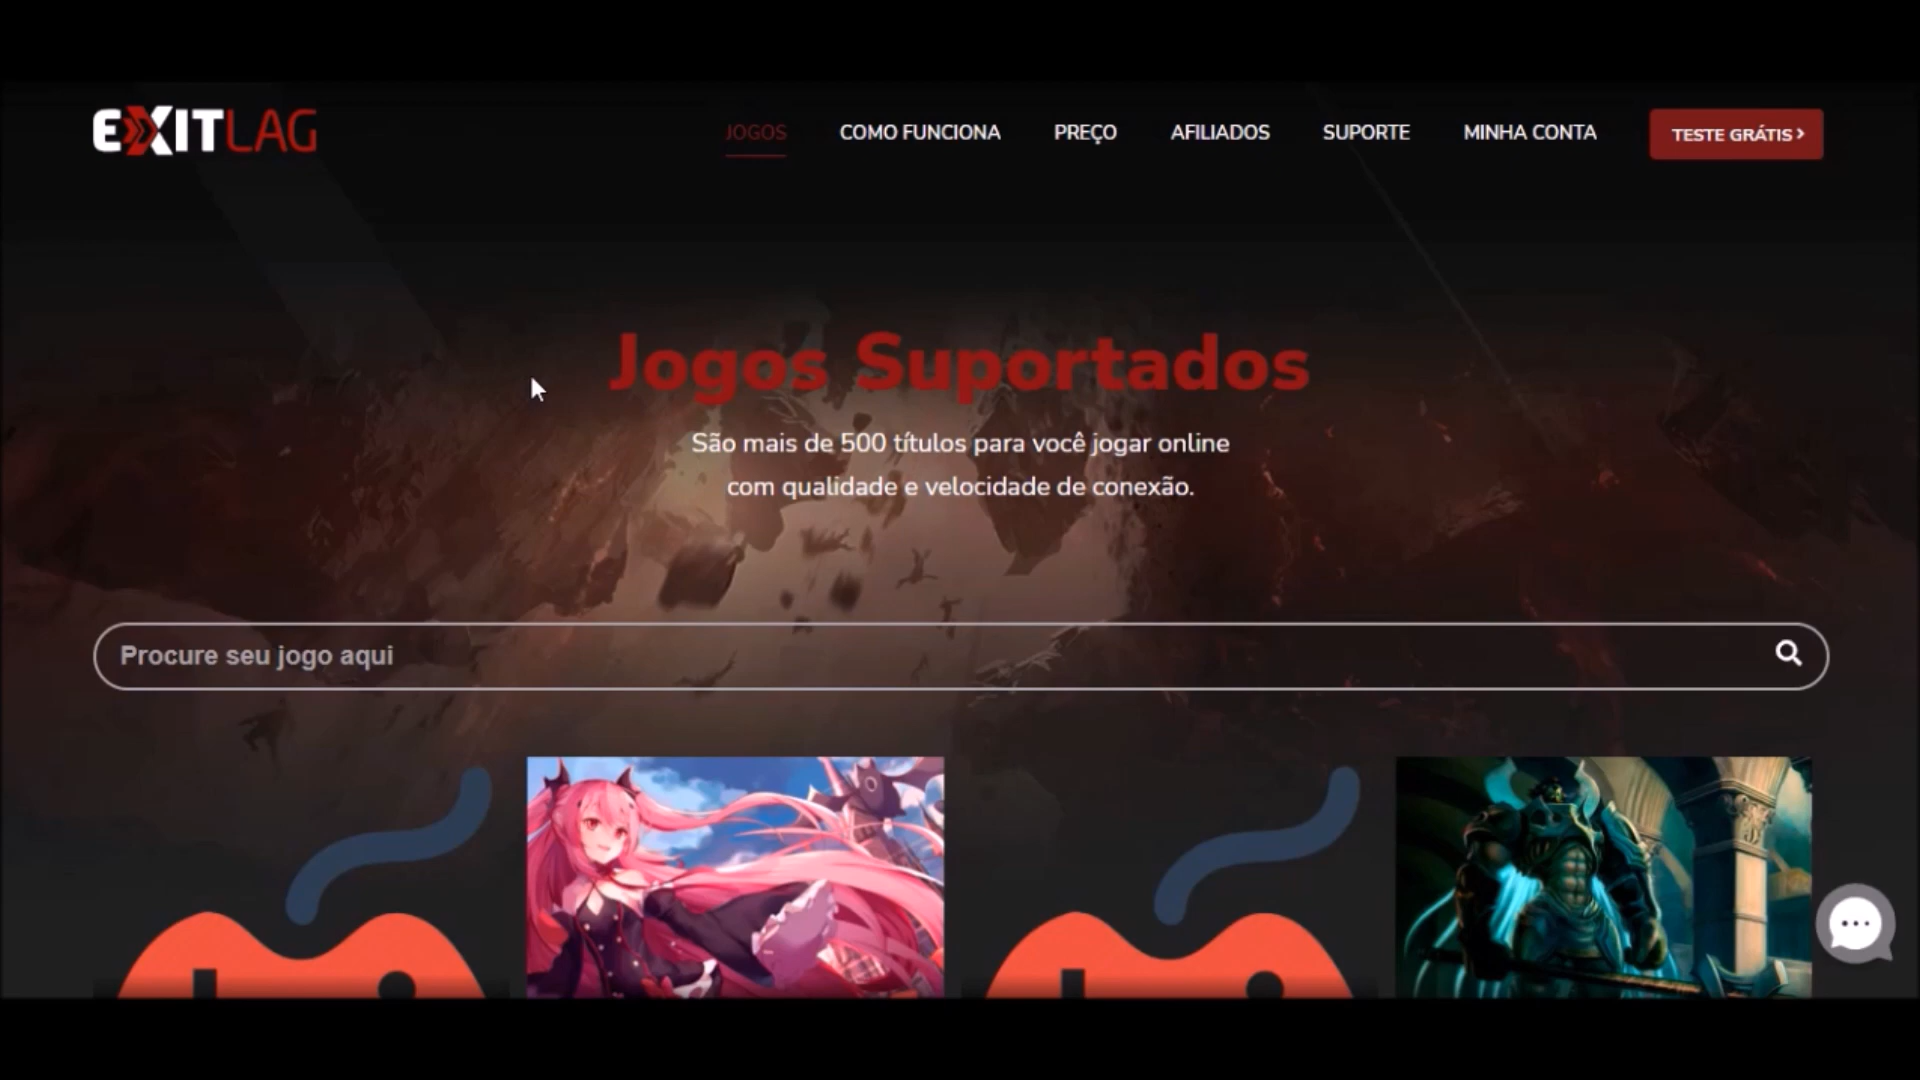 EXITLAG
JOGOS
COMO FUNCIONA
PREÇO
AFILIADOS
SUPORTE
MINHA CONTA
TESTE GRÁTIS
Jogos Suportados
São mais de 500 títulos para você jogar online
com qualidade e velocidade de conexão.
Procure seu jogo aqui